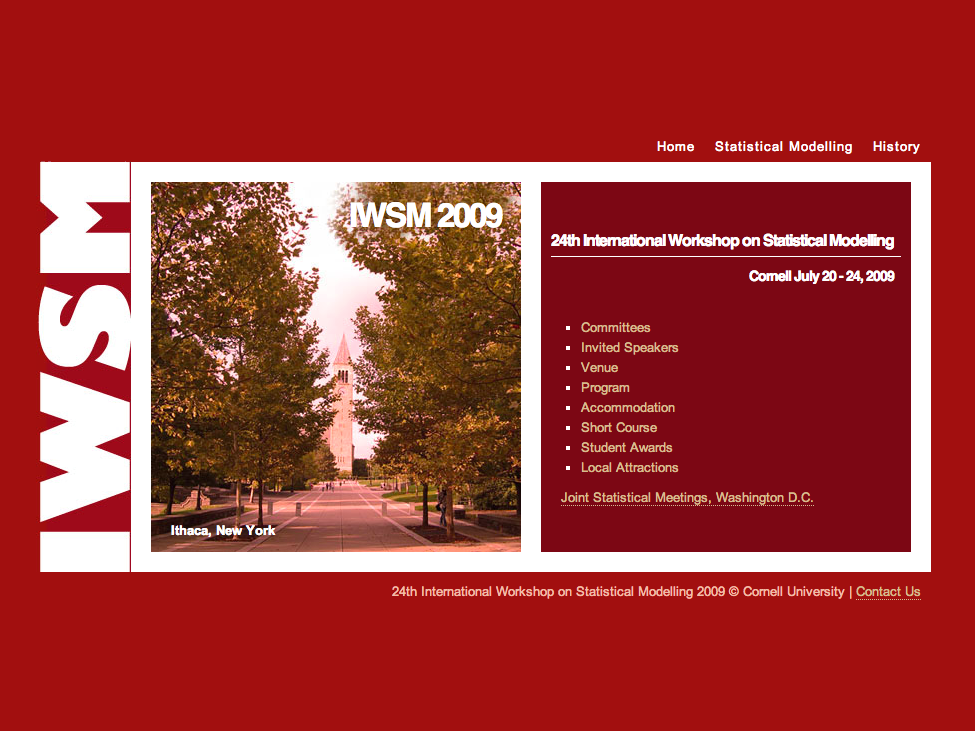 Home Statistical Modelling History
IWSM
IWSM 2009
Ithaca, New York
24th International Workshop on Statistical Modelling
Cornell July 20 - 24, 2009
Committees
Invited Speakers
Venue
Program
Accommodation
Short Course
Student Awards
Local Attractions
Joint Statistical Meetings, Washington D.C.
24th International Workshop on Statistical Modelling 2009 © Cornell University | Contact Us